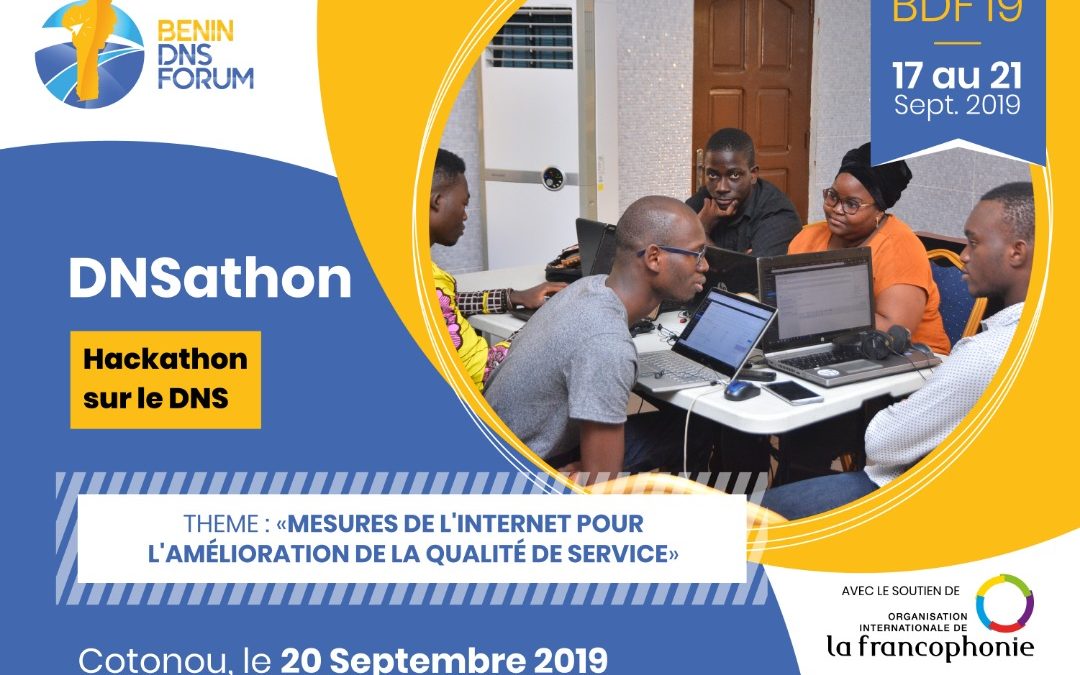 BENIN
DNS
FORUM
BDF19
17 au 21
Sept. 2019
DNSathon
Hackathon
sur le DNS
THEME : «MESURES DE L'INTERNET POUR
L'AMÉLIORATION DE LA QUALITÉ DE SERVICE»
AVEC LE SOUTIEN DE
ORGANISATION
INTERNATIONALE DE
la francophonie
Cotonou, le 20 Septembre 2019